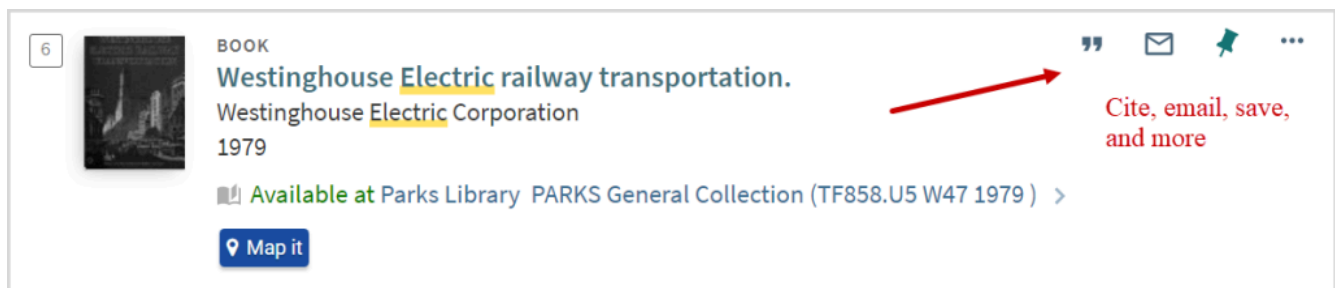 6
BOOK
Westinghouse Electric railway transportation.
Westinghouse Electric Corporation
1979
Available at Parks Library PARKS General Collection (TF858.U5 W47 1979 )
Map it
Cite, email, save,
and more